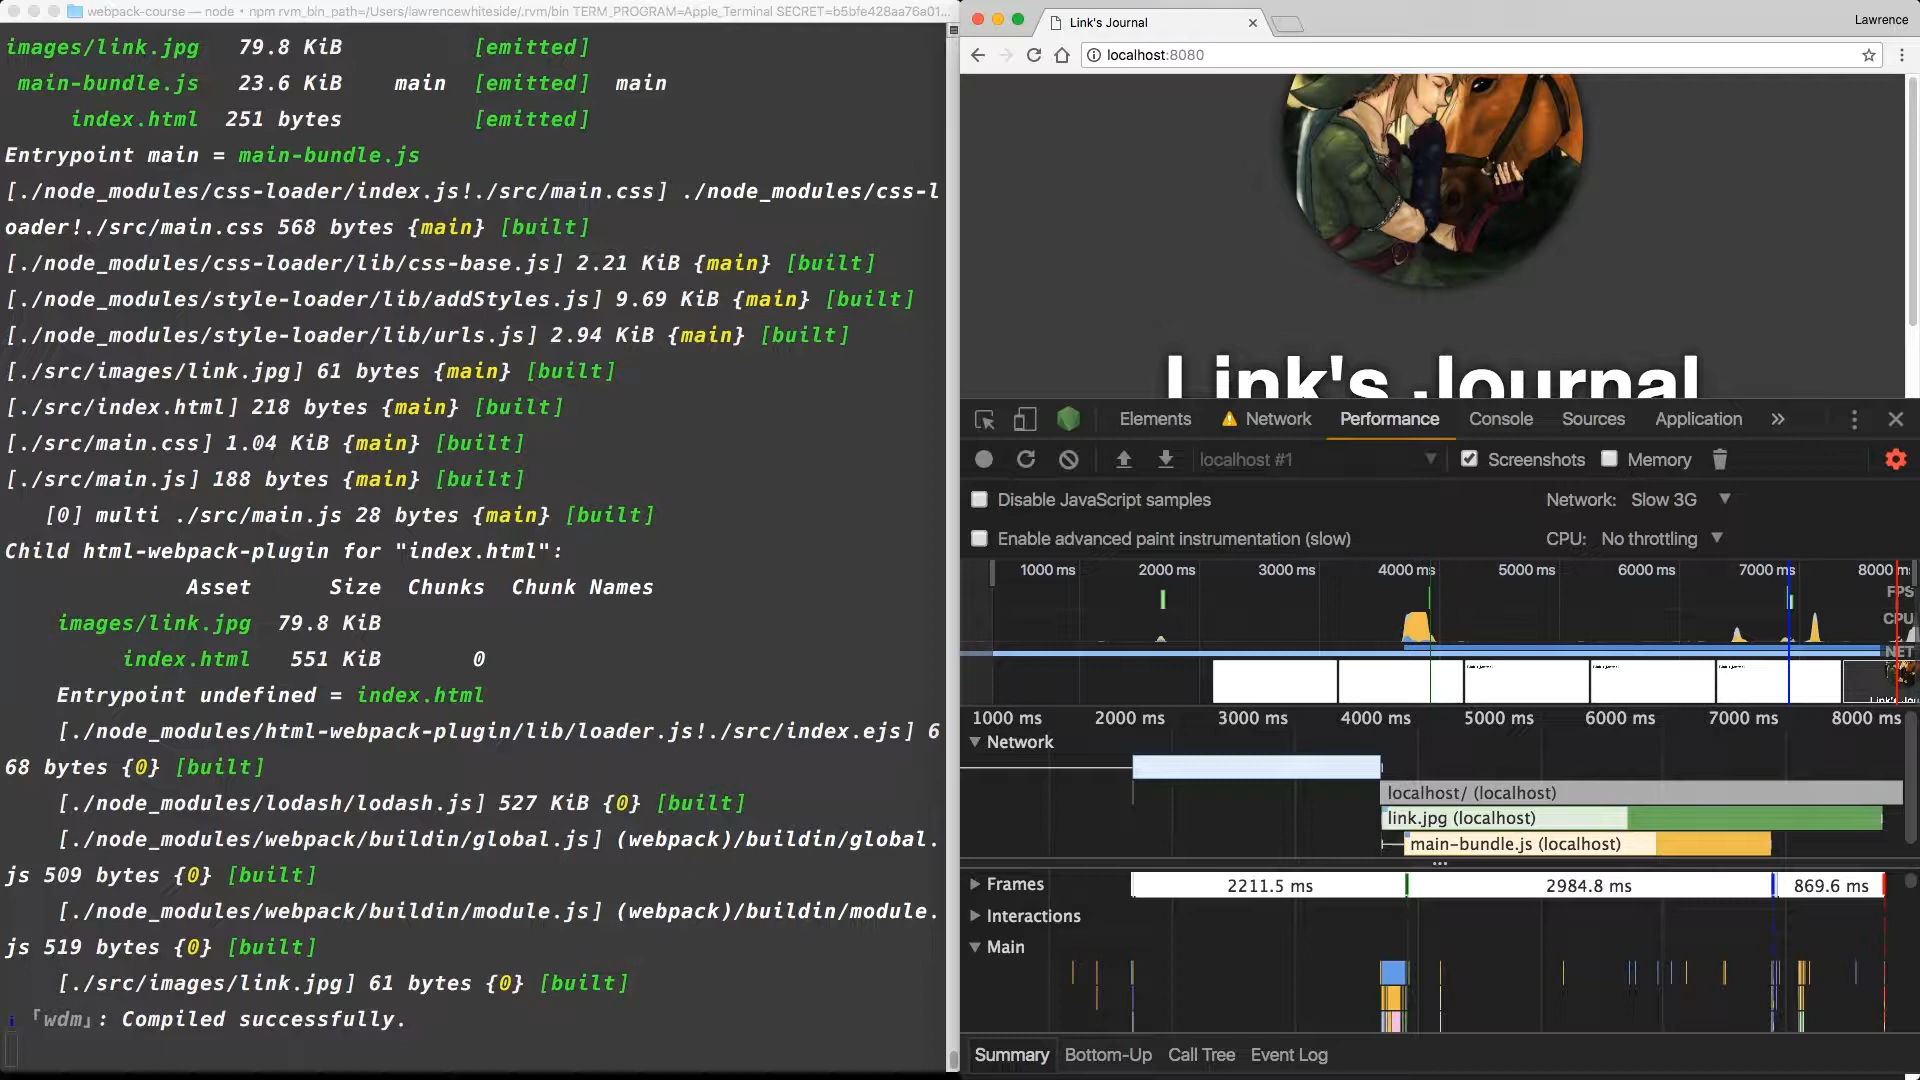 webpack-course — node • npm rvm_bin_path=/Users/lawrencewhiteside/.rvm/bin TERM_PROGRAM=Apple_Terminal SECRET=b5bfe428aa76a01...
images/link.jpg 79.8 KiB [emitted]
main-bundle.js 23.6 KiB main [emitted] main
index.html 251 bytes [emitted]
Entrypoint main = main-bundle.js
[./node_modules/css-loader/index.js!./src/main.css] ./node_modules/css-l
oader!./src/main.css 568 bytes {main} [built]
[./node_modules/css-loader/lib/css-base.js] 2.21 KiB {main} [built]
[./node_modules/style-loader/lib/addStyles.js] 9.69 KiB {main} [built]
[./node_modules/style-loader/lib/urls.js] 2.94 KiB {main} [built]
[./src/images/link.jpg] 61 bytes {main} [built]
[./src/index.html] 218 bytes {main} [built]
[./src/main.css] 1.04 KiB {main} [built]
[./src/main.js] 188 bytes {main} [built]
[0] multi ./src/main.js 28 bytes {main} [built]
Child html-webpack-plugin for "index.html":
Asset Size Chunks Chunk Names
images/link.jpg 79.8 KiB
index.html 551 KiB 0
Entrypoint undefined = index.html
[./node_modules/html-webpack-plugin/lib/loader.js!./src/index.ejs] 6
68 bytes {0} [built]
[./node_modules/lodash/lodash.js] 527 KiB {0} [built]
[./node_modules/webpack/buildin/global.js] (webpack)/buildin/global.
js 509 bytes {0} [built]
[./node_modules/webpack/buildin/module.js] (webpack)/buildin/module.
js 519 bytes {0} [built]
[./src/images/link.jpg] 61 bytes {0} [built]
i ｢wdm｣: Compiled successfully.
Link's Journal
Lawrence
localhost:8080
Link's Journal
Elements Network Performance Console Sources Application »
localhost #1 Screenshots Memory
Disable JavaScript samples Network: Slow 3G
Enable advanced paint instrumentation (slow) CPU: No throttling
1000 ms 2000 ms 3000 ms 4000 ms 5000 ms 6000 ms 7000 ms 8000 m
FPS
CPU
NET
1000 ms 2000 ms 3000 ms 4000 ms 5000 ms 6000 ms 7000 ms 8000 ms
Network
localhost/ (localhost)
link.jpg (localhost)
main-bundle.js (localhost)
Frames 2211.5 ms 2984.8 ms 869.6 ms
Interactions
Main
Summary Bottom-Up Call Tree Event Log